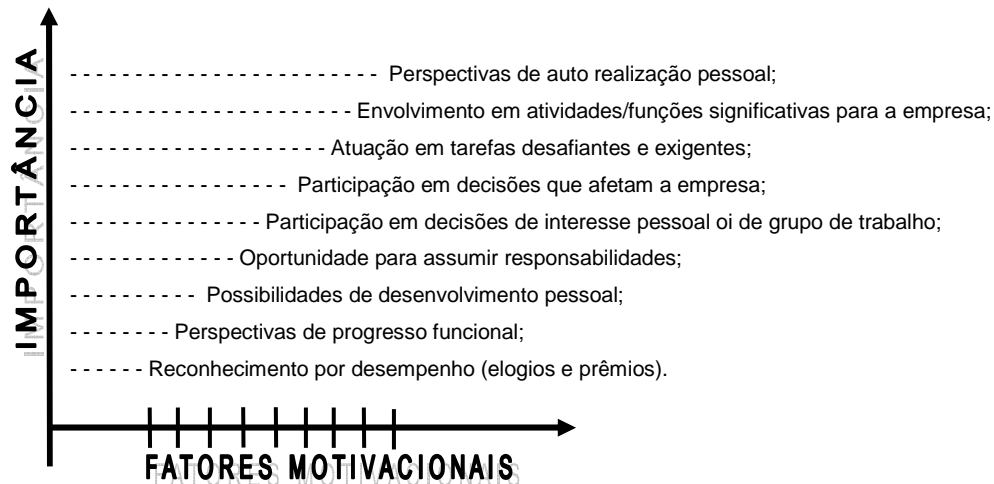 IMPORTÂNCIA
- - - - - - - - - - - - - - - - - - - - - - - - Perspectivas de auto realização pessoal;
- - - - - - - - - - - - - - - - - - - - - - Envolvimento em atividades/funções significativas para a empresa;
- - - - - - - - - - - - - - - - - - - - Atuação em tarefas desafiantes e exigentes;
- - - - - - - - - - - - - - - - - Participação em decisões que afetam a empresa;
- - - - - - - - - - - - - - - Participação em decisões de interesse pessoal oi de grupo de trabalho;
- - - - - - - - - - - - - Oportunidade para assumir responsabilidades;
- - - - - - - - - - Possibilidades de desenvolvimento pessoal;
- - - - - - - - Perspectivas de progresso funcional;
- - - - - - Reconhecimento por desempenho (elogios e prêmios).
FATORES MOTIVACIONAIS